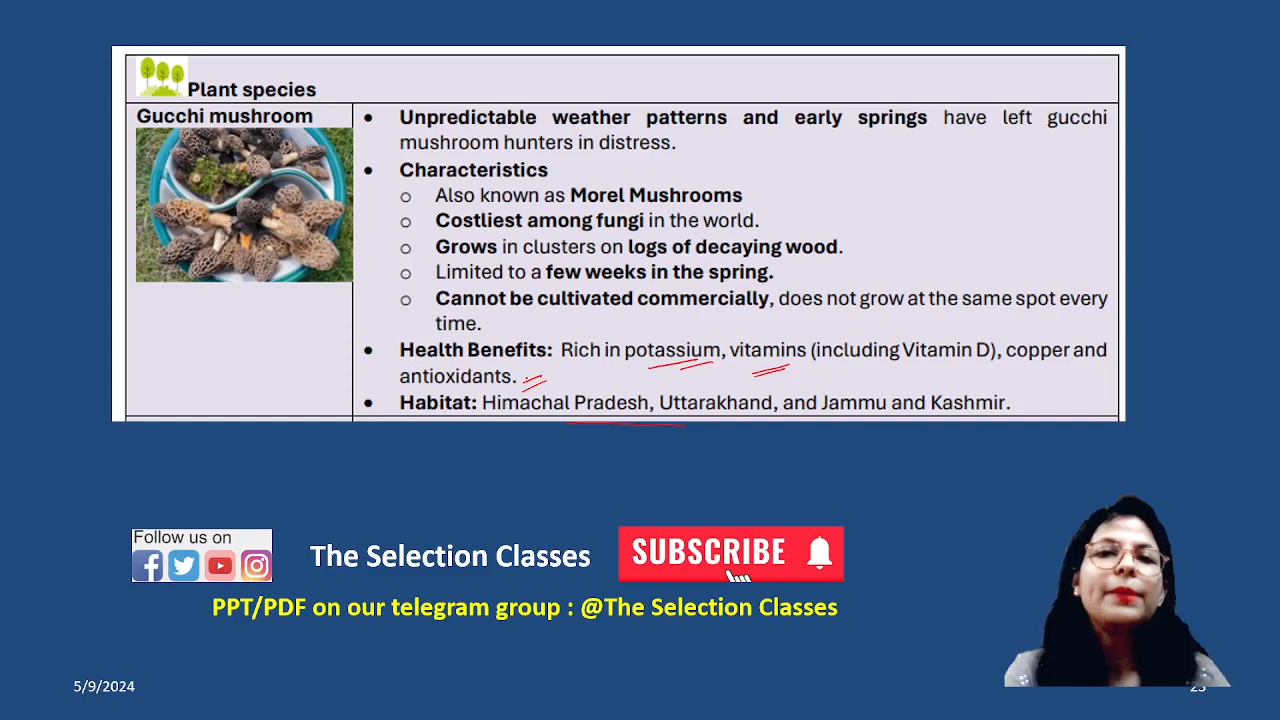 Plant species
Gucchi mushroom
• Unpredictable weather patterns and early springs have left gucchi
mushroom hunters in distress.
• Characteristics
o Also known as Morel Mushrooms
o Costliest among fungi in the world.
o Grows in clusters on logs of decaying wood.
o Limited to a few weeks in the spring.
o Cannot be cultivated commercially, does not grow at the same spot every
time.
• Health Benefits: Rich in potassium, vitamins (including Vitamin D), copper and
antioxidants.
• Habitat: Himachal Pradesh, Uttarakhand, and Jammu and Kashmir.
Follow us on
The Selection Classes
SUBSCRIBE
PPT/PDF on our telegram group : @The Selection Classes
5/9/2024